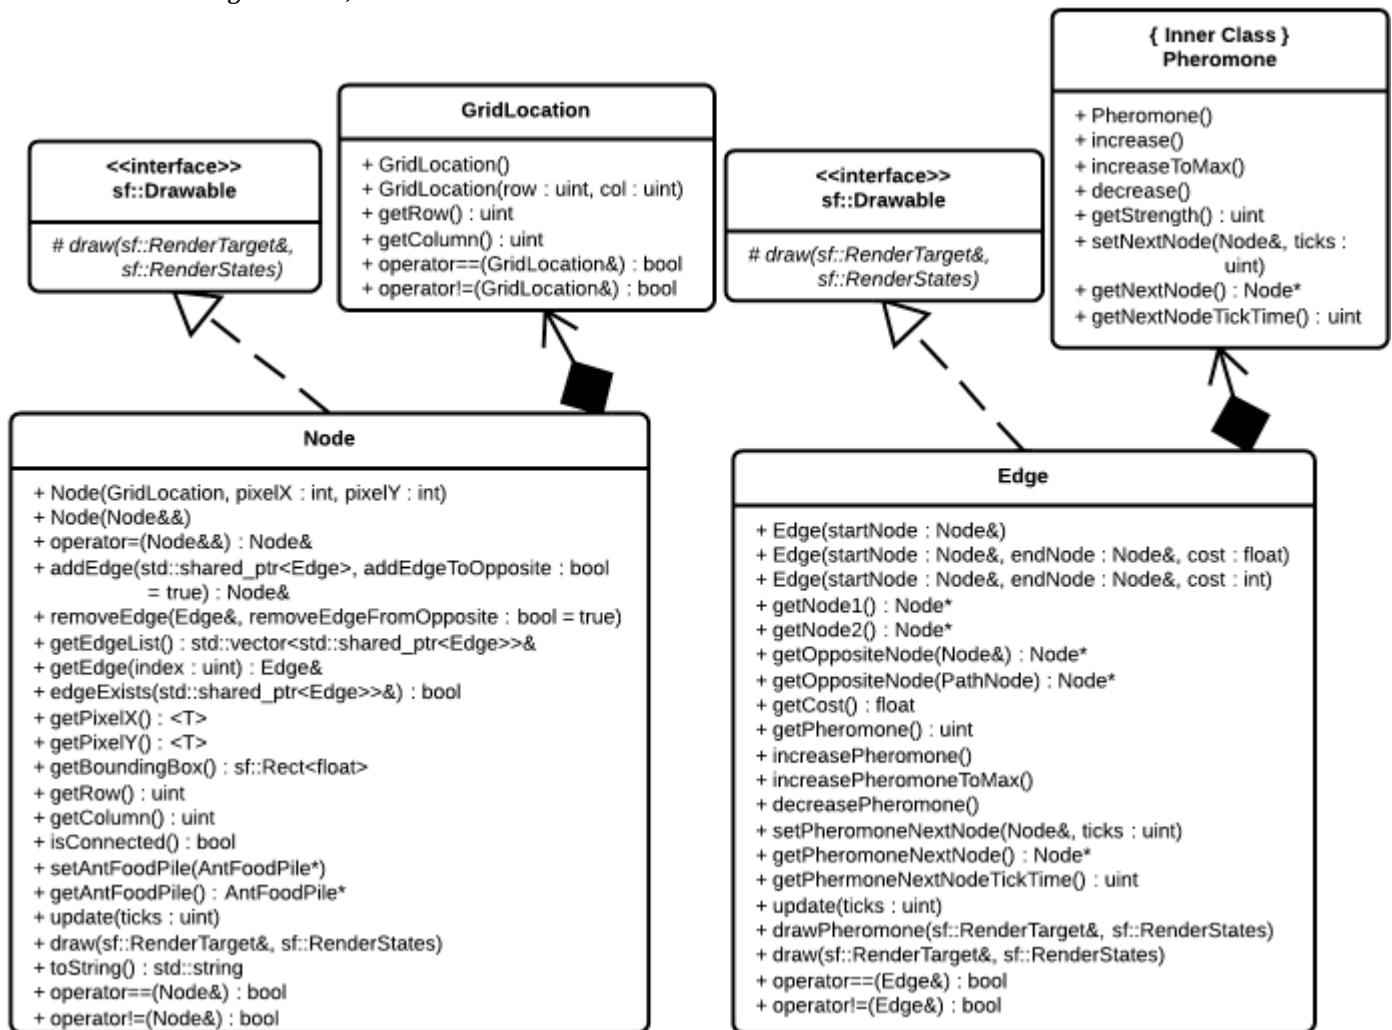 { Inner Class }
Pheromone
+ Pheromone()
+ increase()
+ increaseToMax()
+ decrease()
+ getStrength() : uint
+ setNextNode(Node&, ticks :
uint)
+ getNextNode() : Node*
+ getNextNodeTickTime() : uint
GridLocation
+ GridLocation()
+ GridLocation(row : uint, col : uint)
+ getRow() : uint
+ getColumn() : uint
+ operator==(GridLocation&) : bool
+ operator!=(GridLocation&) : bool
<<interface>>
sf::Drawable
# draw(sf::RenderTarget&,
sf::RenderStates)
<<interface>>
sf::Drawable
# draw(sf::RenderTarget&,
sf::RenderStates)
Node
+ Node(GridLocation, pixelX : int, pixelY : int)
+ Node(Node&&)
+ operator=(Node&&) : Node&
+ addEdge(std::shared_ptr<Edge>, addEdgeToOpposite : bool
= true) : Node&
+ removeEdge(Edge&, removeEdgeFromOpposite : bool = true)
+ getEdgeList() : std::vector<std::shared_ptr<Edge>>&
+ getEdge(index : uint) : Edge&
+ edgeExists(std::shared_ptr<Edge>>&) : bool
+ getPixelX() : <T>
+ getPixelY() : <T>
+ getBoundingBox() : sf::Rect<float>
+ getRow() : uint
+ getColumn() : uint
+ isConnected() : bool
+ setAntFoodPile(AntFoodPile*)
+ getAntFoodPile() : AntFoodPile*
+ update(ticks : uint)
+ draw(sf::RenderTarget&, sf::RenderStates)
+ toString() : std::string
+ operator==(Node&) : bool
+ operator!=(Node&) : bool
Edge
+ Edge(startNode : Node&)
+ Edge(startNode : Node&, endNode : Node&, cost : float)
+ Edge(startNode : Node&, endNode : Node&, cost : int)
+ getNode1() : Node*
+ getNode2() : Node*
+ getOppositeNode(Node&) : Node*
+ getOppositeNode(PathNode) : Node*
+ getCost() : float
+ getPheromone() : uint
+ increasePheromone()
+ increasePheromoneToMax()
+ decreasePheromone()
+ setPheromoneNextNode(Node&, ticks : uint)
+ getPheromoneNextNode() : Node*
+ getPhermoneNextNodeTickTime() : uint
+ update(ticks : uint)
+ drawPheromone(sf::RenderTarget&, sf::RenderStates)
+ draw(sf::RenderTarget&, sf::RenderStates)
+ operator==(Edge&) : bool
+ operator!=(Edge&) : bool